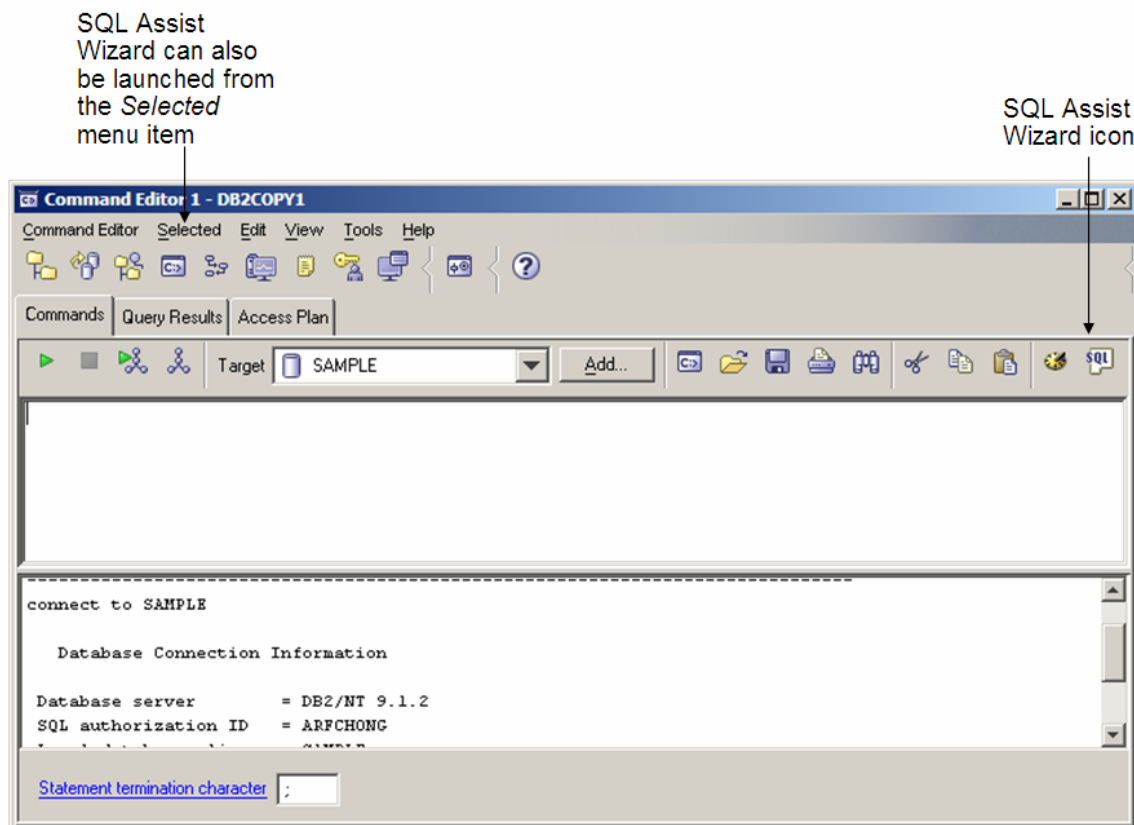 SQL Assist
Wizard can also
be launched from
the Selected
menu item
SQL Assist
Wizard icon
Command Editor 1 - DB2COPY1
Command Editor Selected Edit View Tools Help
Commands Query Results Access Plan
Target SAMPLE Add... SQL
connect to SAMPLE
Database Connection Information
Database server = DB2/NT 9.1.2
SQL authorization ID = ARFCHONG
Statement termination character ;